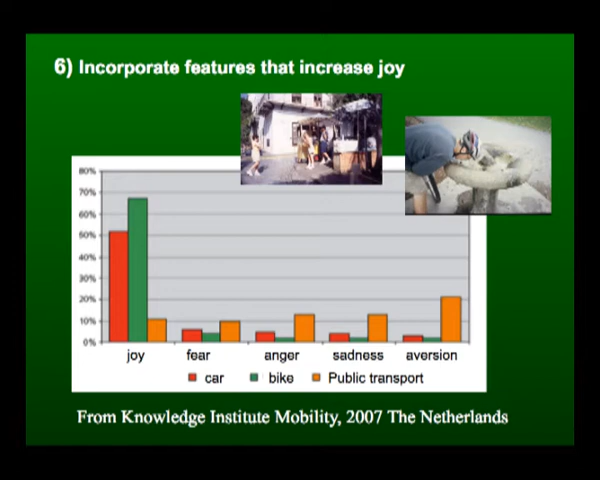 6) Incorporate features that increase joy
80%
70%
60%
50%
40%
30%
20%
10%
0%
joy fear anger sadness aversion
car bike Public transport
From Knowledge Institute Mobility, 2007 The Netherlands